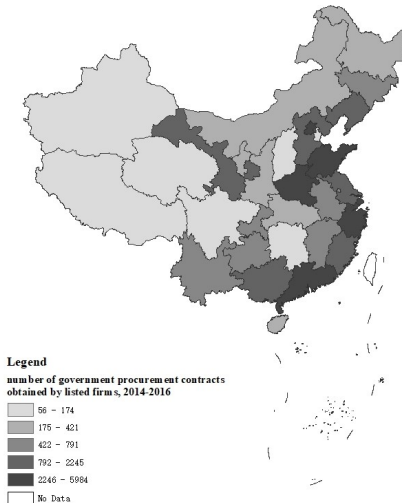 Legend
number of government procurement contracts
obtained by listed firms, 2014-2016
56 - 174
175 - 421
422 - 791
792 - 2245
2246 - 5984
No Data